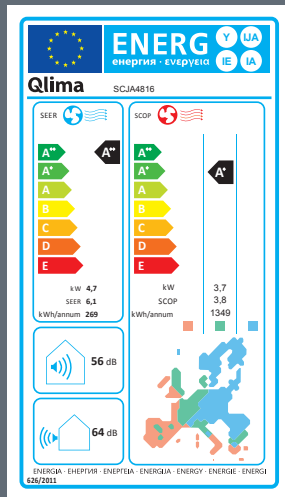 ENERG Y IJA
енергия · ενεργεια IE IA
Qlima SCJA4816
SEER SCOP
A⁺⁺ A⁺⁺ A⁺⁺
A⁺ A⁺ A⁺
A A
B B
C C
D D
E E
kW 4,7 kW 3,7
SEER 6,1 SCOP 3,8
kWh/annum 269 kWh/annum 1349
56 dB
64 dB
ENERGIA · ЕНЕРГИЯ · ΕΝΕΡΓΕΙΑ · ENERGIJA · ENERGY · ENERGIE · ENERGI
626/2011